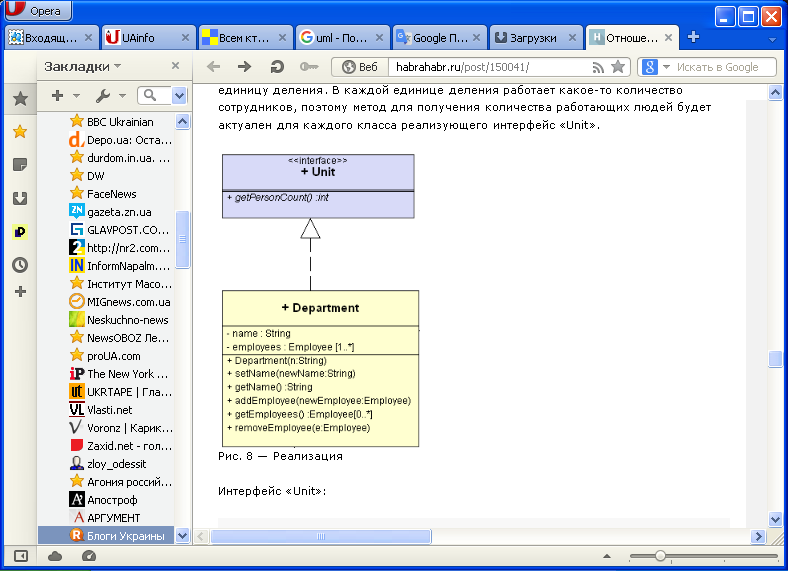 Opera
Входящ...
UAinfo
Всем кт...
uml - По...
Google П...
Загрузки
Отноше...
Закладки
Веб
habrahabr.ru/post/150041/
Искать в Google
BBC Ukrainian
Depo.ua: Оста...
durdom.in.ua. ...
DW
FaceNews
gazeta.zn.ua
GLAVPOST.CO...
http://nr2.com...
InformNapalm....
Інститут Масо...
MIGnews.com.ua
Neskuchno-news
NewsOBOZ Ле...
proUA.com
The New York ...
UKRTAPE | Гла...
Vlasti.net
Voronz | Карик...
Zaxid.net - гол...
zloy_odessit
Агония россий...
Апостроф
АРГУМЕНТ
Блоги Украины
единицу деления. В каждой единице деления работает какое-то количество
сотрудников, поэтому метод для получения количества работающих людей будет
актуален для каждого класса реализующего интерфейс «Unit».
<<interface>>
+ Unit
+ getPersonCount() :int
+ Department
- name : String
- employees : Employee [1..*]
+ Department(n:String)
+ setName(newName:String)
+ getName() :String
+ addEmployee(newEmployee:Employee)
+ getEmployees() :Employee[0..*]
+ removeEmployee(e:Employee)
Рис. 8 — Реализация
Интерфейс «Unit»: